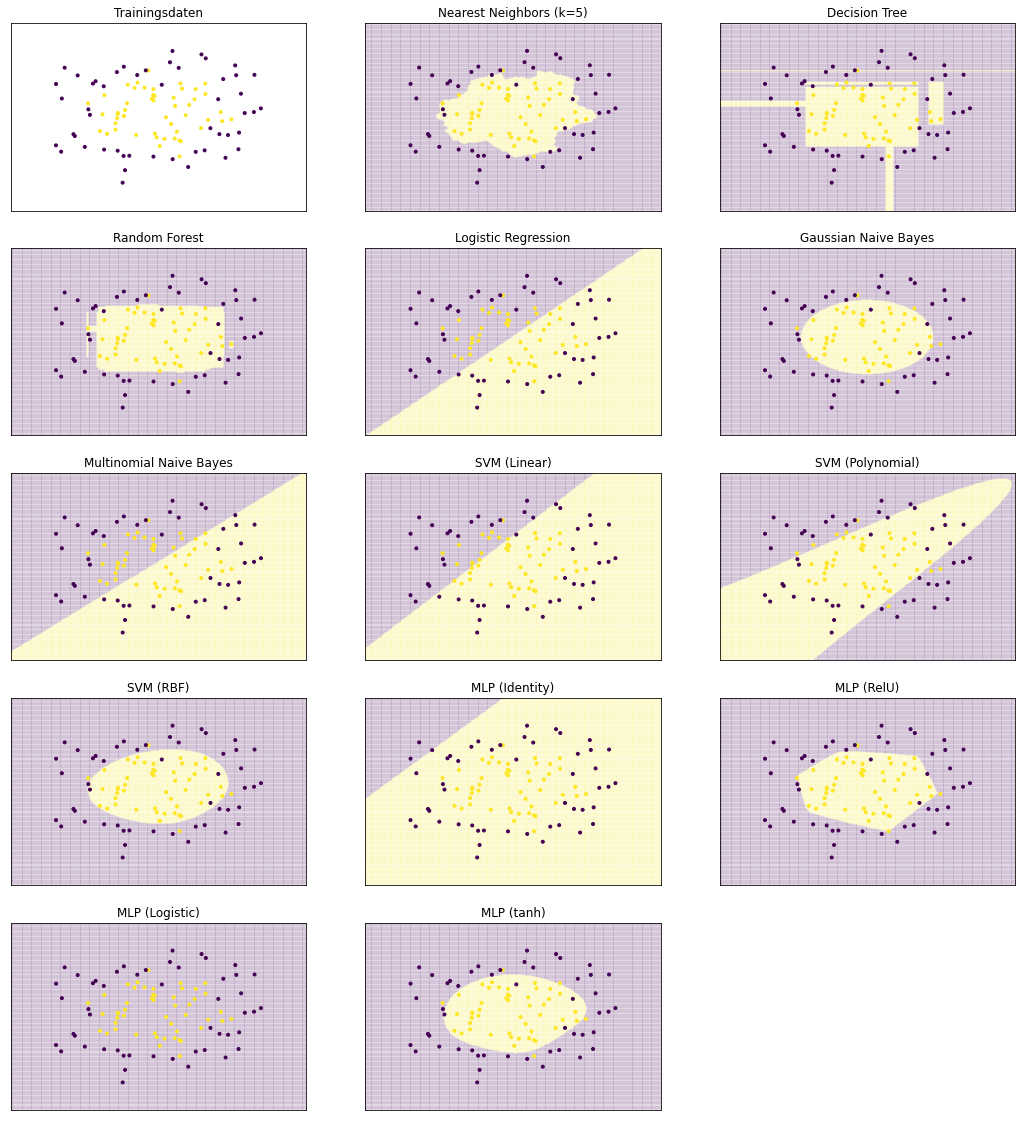 Trainingsdaten
Nearest Neighbors (k=5)
Decision Tree
Random Forest
Logistic Regression
Gaussian Naive Bayes
Multinomial Naive Bayes
SVM (Linear)
SVM (Polynomial)
SVM (RBF)
MLP (Identity)
MLP (RelU)
MLP (Logistic)
MLP (tanh)